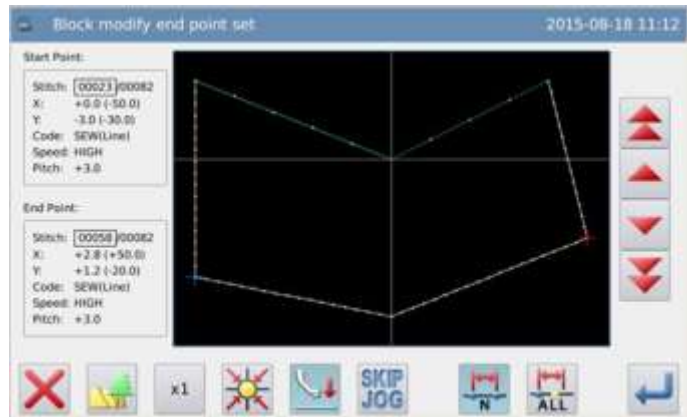 Block modify end point set 2015-08-18 11:12
Start Point:
Stitch: 00023/00082
X: +0.0 (-50.0)
Y: -3.0 (-30.0)
Code: SEW(Line)
Speed: HIGH
Pitch: +3.0
End Point:
Stitch: 00058/00082
X: +2.8 (+50.0)
Y: +1.2 (-20.0)
Code: SEW(Line)
Speed: HIGH
Pitch: +3.0
x1
SKIP
JOG
N
ALL